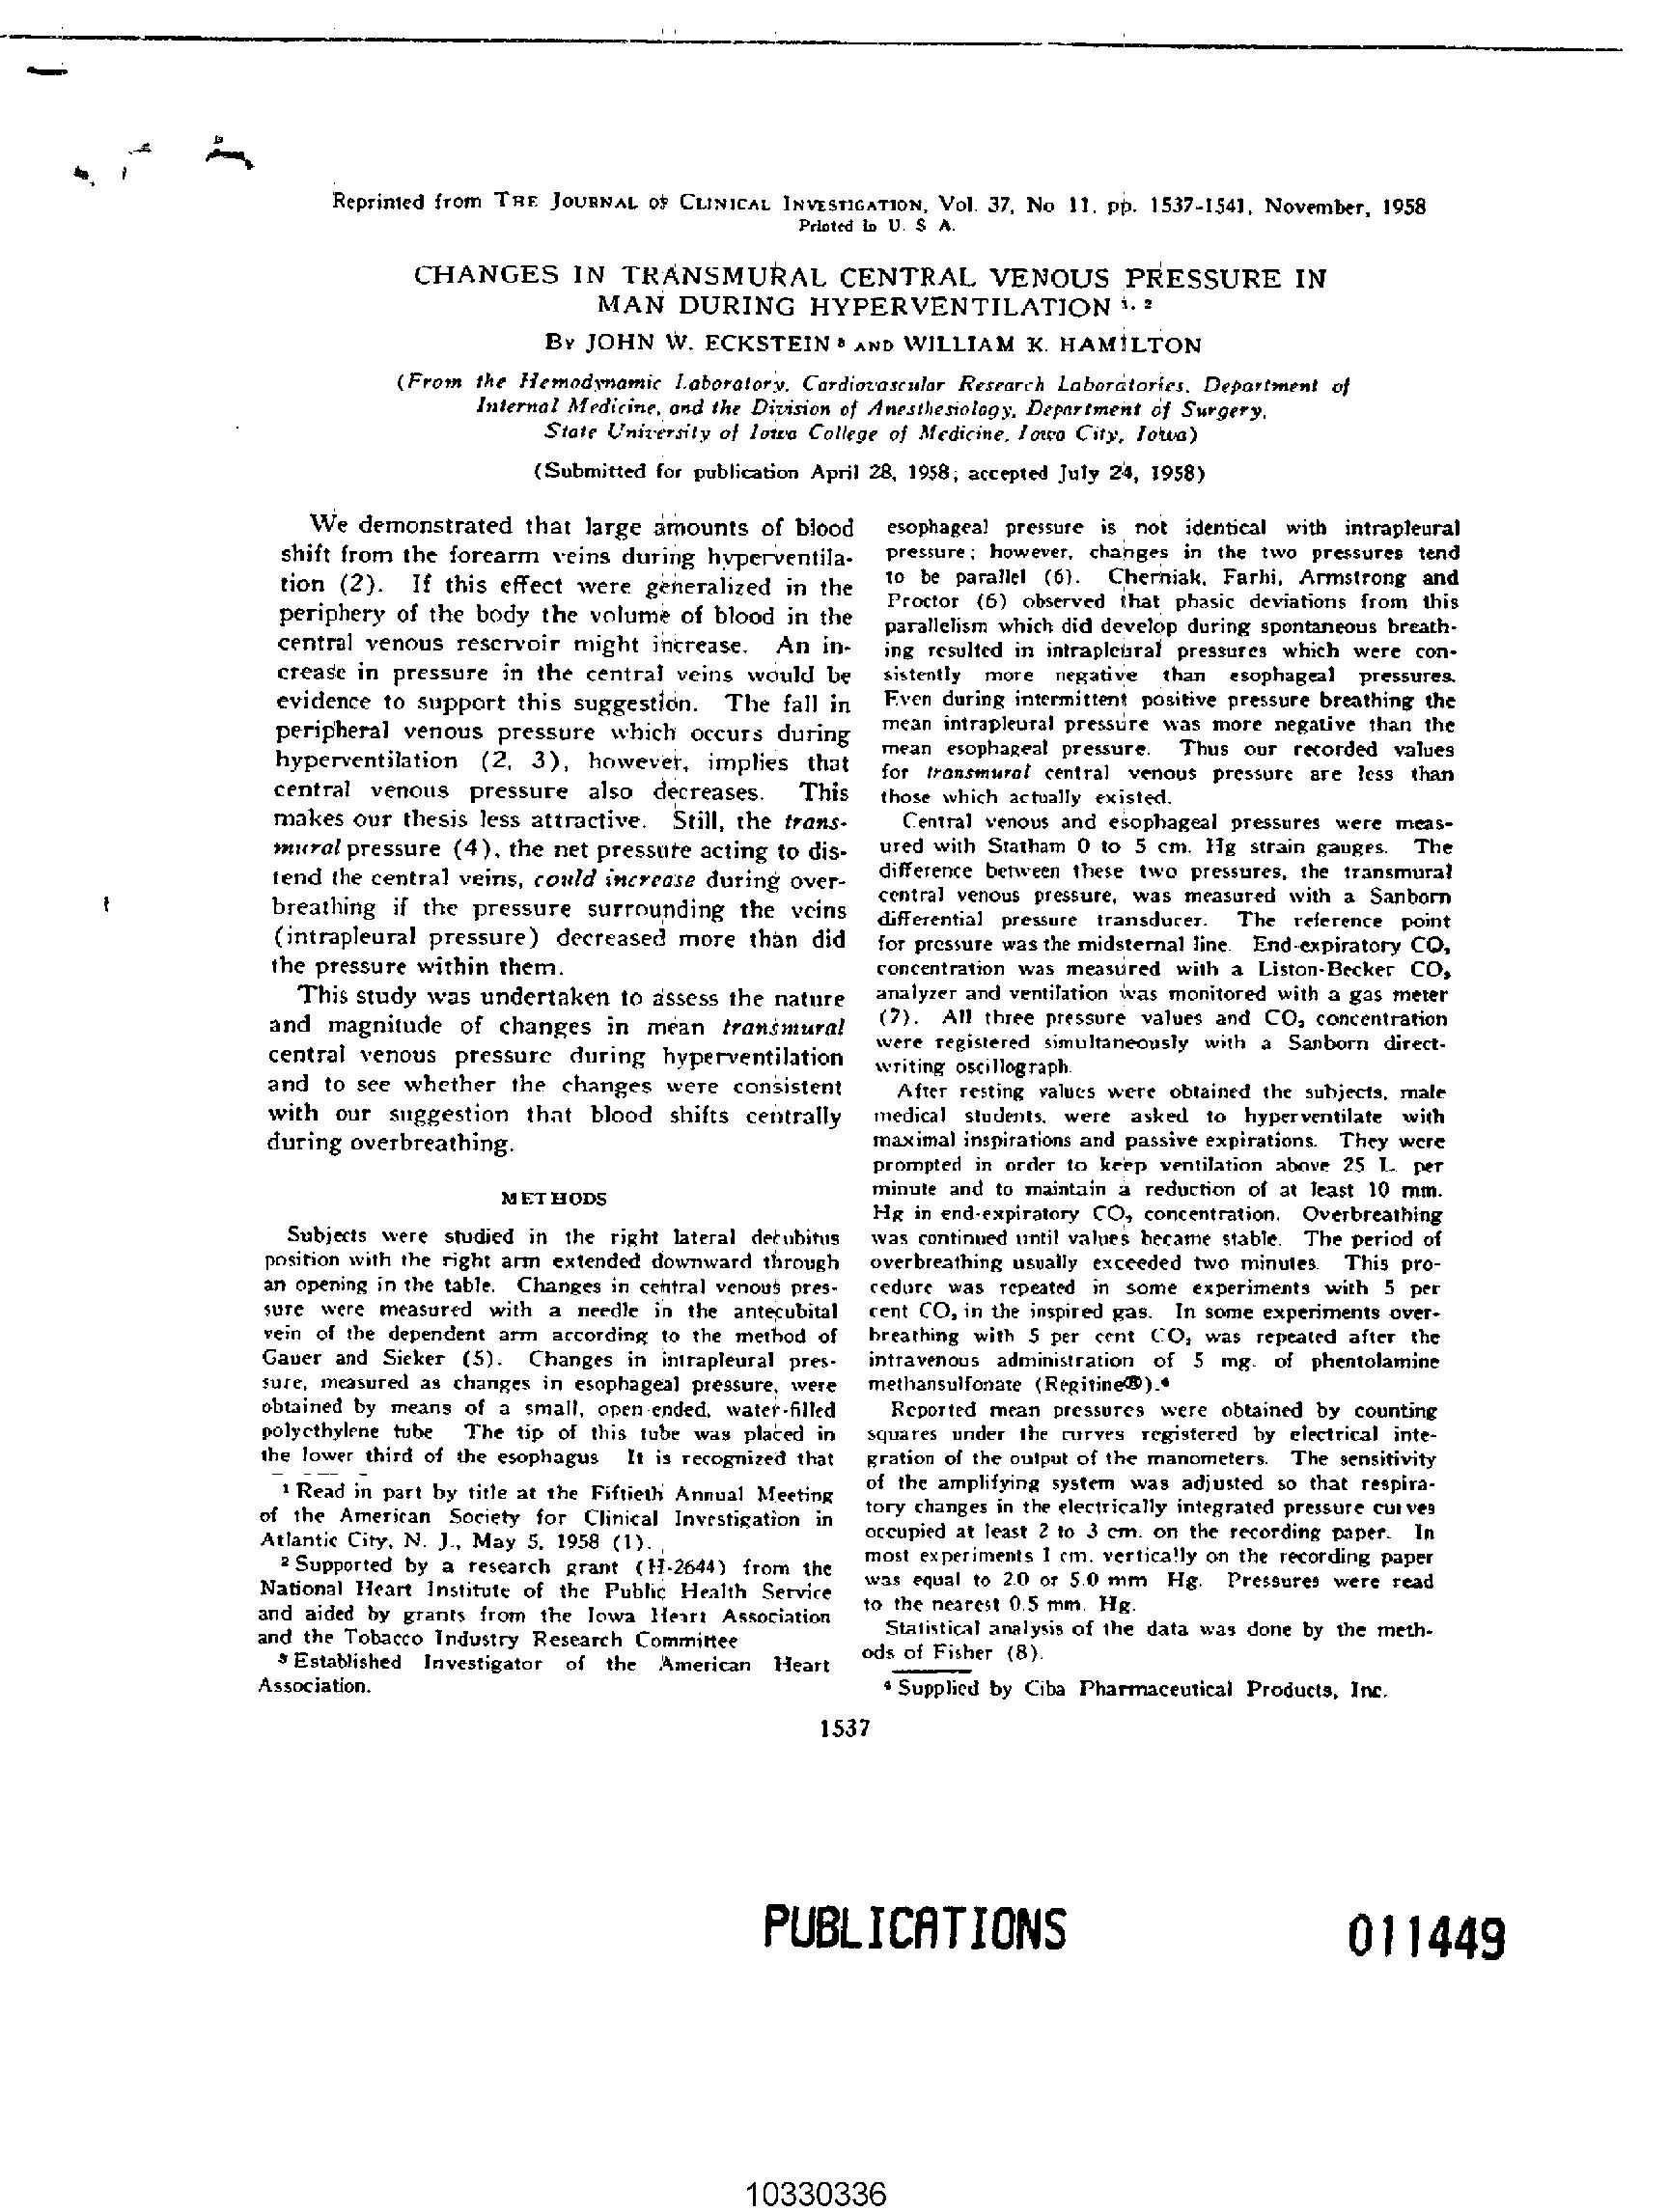 Reprinted from THE JOURNAL OF CLINICAL INVESTIGATION, Vol. 37, No 11, pp. 1537-1541, November, 1958
Printed in U. S A.
CHANGES IN TRANSMURAL CENTRAL VENOUS PRESSURE IN
MAN DURING HYPERVENTILATION 1, 2
By JOHN W. ECKSTEIN 3 AND WILLIAM K. HAMILTON
(From the Hemodynamic Laboratory, Cardiovascular Research Laboratories, Department of
Internal Medicine, and the Division of Anesthesiology, Department of Surgery,
State University of Iowa College of Medicine, Iowa City, Iowa)
(Submitted for publication April 28, 1958; accepted July 24, 1958)
We demonstrated that large amounts of blood
shift from the forearm veins during hyperventila-
tion (2). If this effect were generalized in the
periphery of the body the volume of blood in the
central venous reservoir might increase. An in-
crease in pressure in the central veins would be
evidence to support this suggestion. The fall in
peripheral venous pressure which occurs during
hyperventilation (2, 3), however, implies that
central venous pressure also decreases. This
makes our thesis less attractive. Still, the trans-
mural pressure (4), the net pressure acting to dis-
tend the central veins, could increase during over-
breathing if the pressure surrounding the veins
(intrapleural pressure) decreased more than did
the pressure within them.
This study was undertaken to assess the nature
and magnitude of changes in mean transmural
central venous pressure during hyperventilation
and to see whether the changes were consistent
with our suggestion that blood shifts centrally
during overbreathing.
METHODS
Subjects were studied in the right lateral decubitus
position with the right arm extended downward through
an opening in the table. Changes in central venous pres-
sure were measured with a needle in the antecubital
vein of the dependent arm according to the method of
Gauer and Sieker (5). Changes in intrapleural pres-
sure, measured as changes in esophageal pressure, were
obtained by means of a small, open-ended, water-filled
polyethylene tube The tip of this tube was placed in
the lower third of the esophagus It is recognized that
1 Read in part by title at the Fiftieth Annual Meeting
of the American Society for Clinical Investigation in
Atlantic City, N. J., May 5, 1958 (1).
2 Supported by a research grant (H-2644) from the
National Heart Institute of the Public Health Service
and aided by grants from the Iowa Heart Association
and the Tobacco Industry Research Committee
3 Established Investigator of the American Heart
Association.
esophageal pressure is not identical with intrapleural
pressure; however, changes in the two pressures tend
to be parallel (6). Cherniak, Farhi, Armstrong and
Proctor (6) observed that phasic deviations from this
parallelism which did develop during spontaneous breath-
ing resulted in intrapleural pressures which were con-
sistently more negative than esophageal pressures.
Even during intermittent positive pressure breathing the
mean intrapleural pressure was more negative than the
mean esophageal pressure. Thus our recorded values
for transmural central venous pressure are less than
those which actually existed.
Central venous and esophageal pressures were meas-
ured with Statham 0 to 5 cm. Hg strain gauges. The
difference between these two pressures, the transmural
central venous pressure, was measured with a Sanborn
differential pressure transducer. The reference point
for pressure was the midsternal line. End-expiratory CO2
concentration was measured with a Liston-Becker CO2
analyzer and ventilation was monitored with a gas meter
(7). All three pressure values and CO2 concentration
were registered simultaneously with a Sanborn direct-
writing oscillograph.
After resting values were obtained the subjects, male
medical students, were asked to hyperventilate with
maximal inspirations and passive expirations. They were
prompted in order to keep ventilation above 25 L. per
minute and to maintain a reduction of at least 10 mm.
Hg in end-expiratory CO2 concentration. Overbreathing
was continued until values became stable. The period of
overbreathing usually exceeded two minutes. This pro-
cedure was repeated in some experiments with 5 per
cent CO2 in the inspired gas. In some experiments over-
breathing with 5 per cent CO2 was repeated after the
intravenous administration of 5 mg. of phentolamine
methansulfonate (Regitine®).4
Reported mean pressures were obtained by counting
squares under the curves registered by electrical inte-
gration of the output of the manometers. The sensitivity
of the amplifying system was adjusted so that respira-
tory changes in the electrically integrated pressure curves
occupied at least 2 to 3 cm. on the recording paper. In
most experiments 1 cm. vertically on the recording paper
was equal to 2.0 or 5.0 mm Hg. Pressures were read
to the nearest 0.5 mm. Hg.
Statistical analysis of the data was done by the meth-
ods of Fisher (8).
4 Supplied by Ciba Pharmaceutical Products, Inc.
1537
PUBLICATIONS
011449
10330336